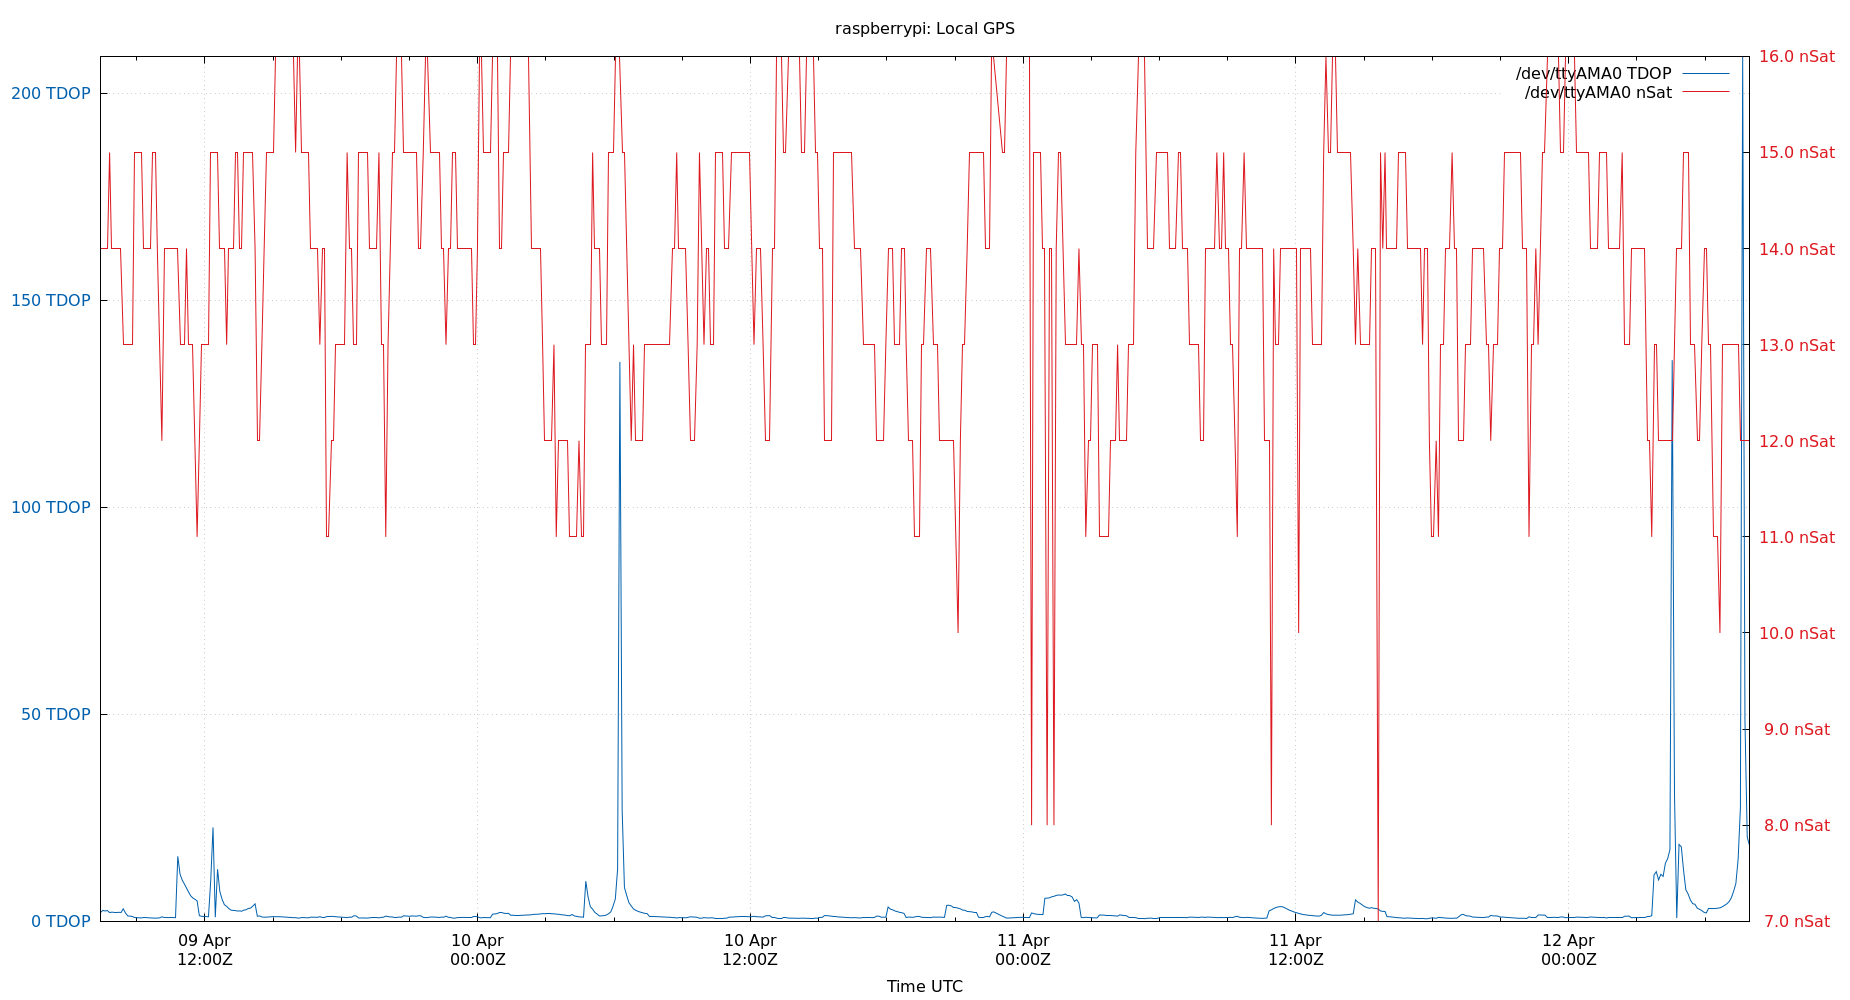 raspberrypi: Local GPS
/dev/ttyAMA0 TDOP
/dev/ttyAMA0 nSat
200 TDOP
150 TDOP
100 TDOP
50 TDOP
0 TDOP
16.0 nSat
15.0 nSat
14.0 nSat
13.0 nSat
12.0 nSat
11.0 nSat
10.0 nSat
9.0 nSat
8.0 nSat
7.0 nSat
09 Apr
12:00Z
10 Apr
00:00Z
10 Apr
12:00Z
11 Apr
00:00Z
11 Apr
12:00Z
12 Apr
00:00Z
Time UTC